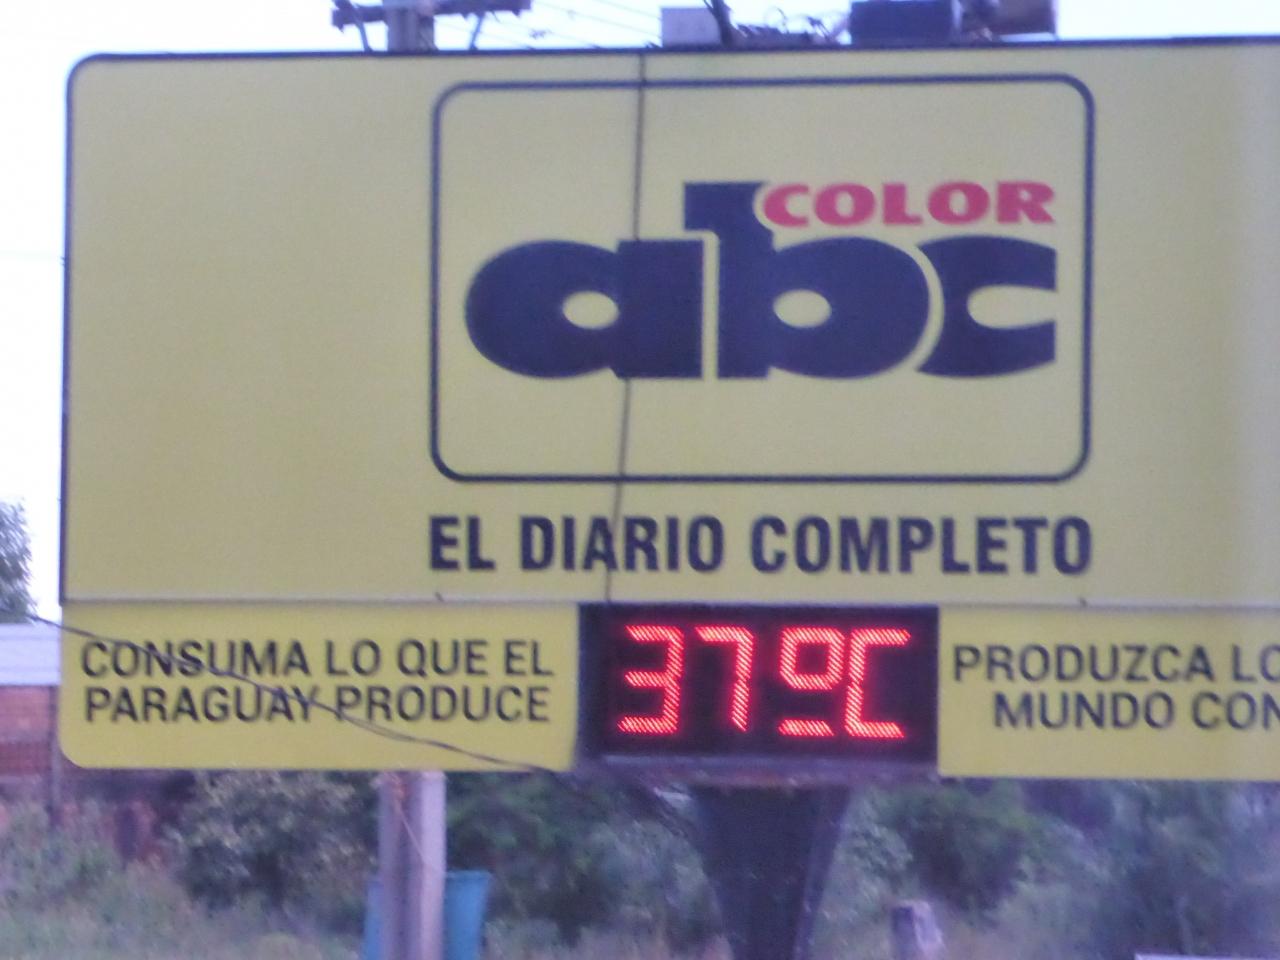 COLOR
abc
EL DIARIO COMPLETO
CONSUMA LO QUE EL
PARAGUAY PRODUCE
37ºC
PRODUZCA LO
MUNDO CON